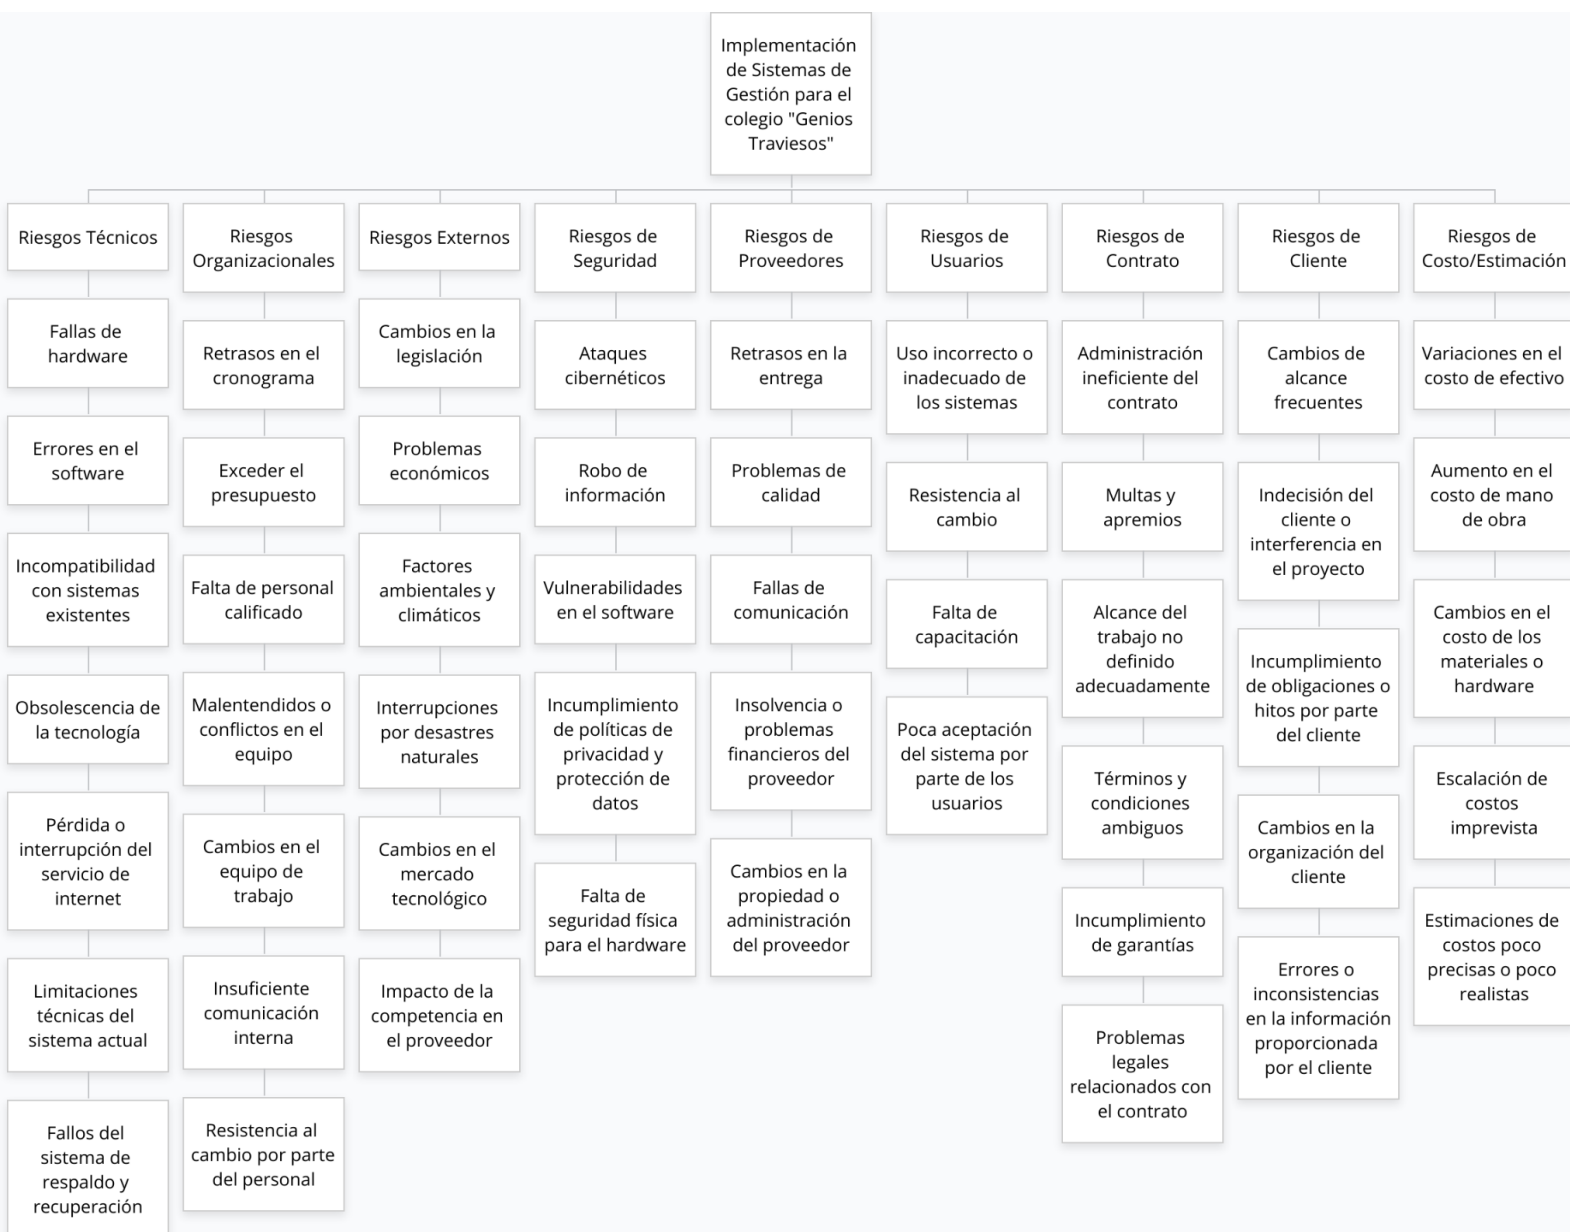 Implementación
de Sistemas de
Gestión para el
colegio "Genios
Traviesos"
Riesgos Técnicos
Fallas de
hardware
Errores en el
software
Incompatibilidad
con sistemas
existentes
Obsolescencia de
la tecnología
Pérdida o
interrupción del
servicio de
internet
Limitaciones
técnicas del
sistema actual
Fallos del
sistema de
respaldo y
recuperación
Riesgos
Organizacionales
Retrasos en el
cronograma
Exceder el
presupuesto
Falta de personal
calificado
Malentendidos o
conflictos en el
equipo
Cambios en el
equipo de
trabajo
Insuficiente
comunicación
interna
Resistencia al
cambio por parte
del personal
Riesgos Externos
Cambios en la
legislación
Problemas
económicos
Factores
ambientales y
climáticos
Interrupciones
por desastres
naturales
Cambios en el
mercado
tecnológico
Impacto de la
competencia en
el proveedor
Riesgos de
Seguridad
Ataques
cibernéticos
Robo de
información
Vulnerabilidades
en el software
Incumplimiento
de políticas de
privacidad y
protección de
datos
Falta de
seguridad física
para el hardware
Riesgos de
Proveedores
Retrasos en la
entrega
Problemas de
calidad
Fallas de
comunicación
Insolvencia o
problemas
financieros del
proveedor
Cambios en la
propiedad o
administración
del proveedor
Riesgos de
Usuarios
Uso incorrecto o
inadecuado de
los sistemas
Resistencia al
cambio
Falta de
capacitación
Poca aceptación
del sistema por
parte de los
usuarios
Riesgos de
Contrato
Administración
ineficiente del
contrato
Multas y
apremios
Alcance del
trabajo no
definido
adecuadamente
Términos y
condiciones
ambiguos
Incumplimiento
de garantías
Problemas
legales
relacionados con
el contrato
Riesgos de
Cliente
Cambios de
alcance
frecuentes
Indecisión del
cliente o
interferencia en
el proyecto
Incumplimiento
de obligaciones o
hitos por parte
del cliente
Cambios en la
organización del
cliente
Errores o
inconsistencias
en la información
proporcionada
por el cliente
Riesgos de
Costo/Estimación
Variaciones en el
costo de efectivo
Aumento en el
costo de mano
de obra
Cambios en el
costo de los
materiales o
hardware
Escalación de
costos
imprevista
Estimaciones de
costos poco
precisas o poco
realistas